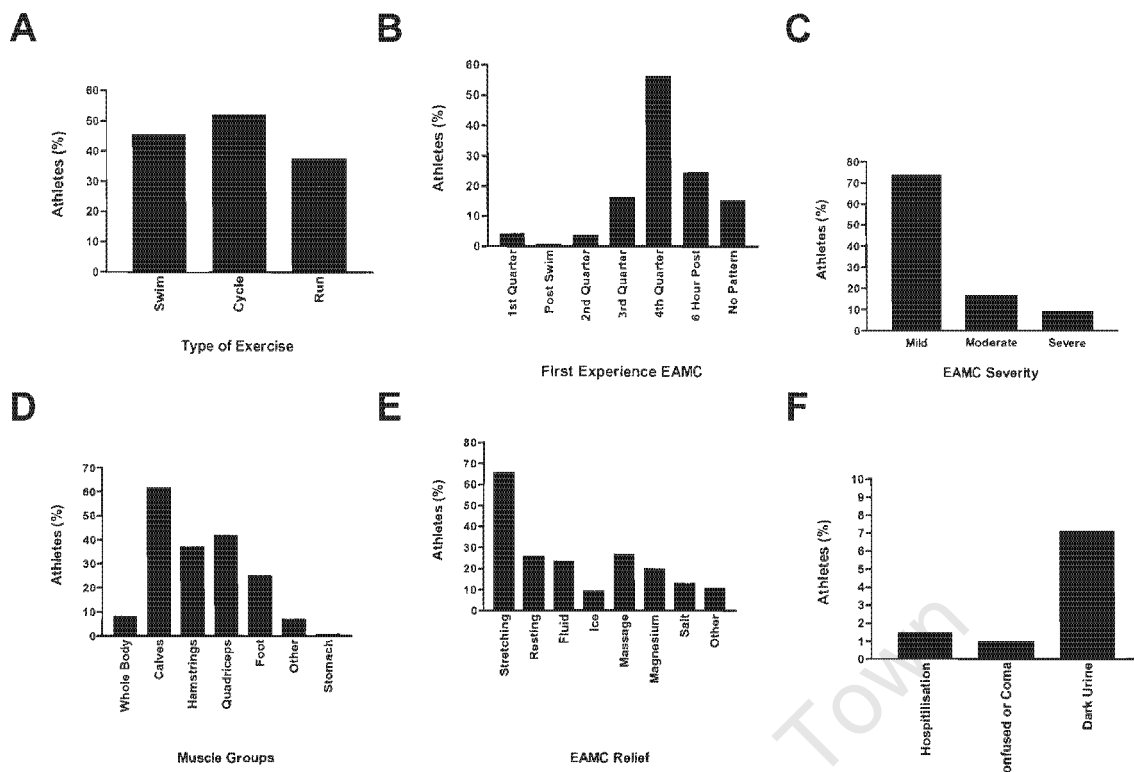 A
60
50
40
30
20
10
0
Athletes (%)
Swim
Cycle
Run
Type of Exercise
B
60
50
40
30
20
10
0
Athletes (%)
1st Quarter
Post Swim
2nd Quarter
3rd Quarter
4th Quarter
6 Hour Post
No Pattern
First Experience EAMC
C
80
70
60
50
40
30
20
10
0
Athletes (%)
Mild
Moderate
Severe
EAMC Severity
D
70
60
50
40
30
20
10
0
Athletes (%)
Whole Body
Calves
Hamstrings
Quadriceps
Foot
Other
Stomach
Muscle Groups
E
80
70
60
50
40
30
20
10
0
Athletes (%)
Stretching
Resting
Fluid
Ice
Massage
Magnesium
Salt
Other
EAMC Relief
F
10
9
8
7
6
5
4
3
2
1
0
Athletes (%)
Hospitilisation
onfused or Coma
Dark Urine
Town